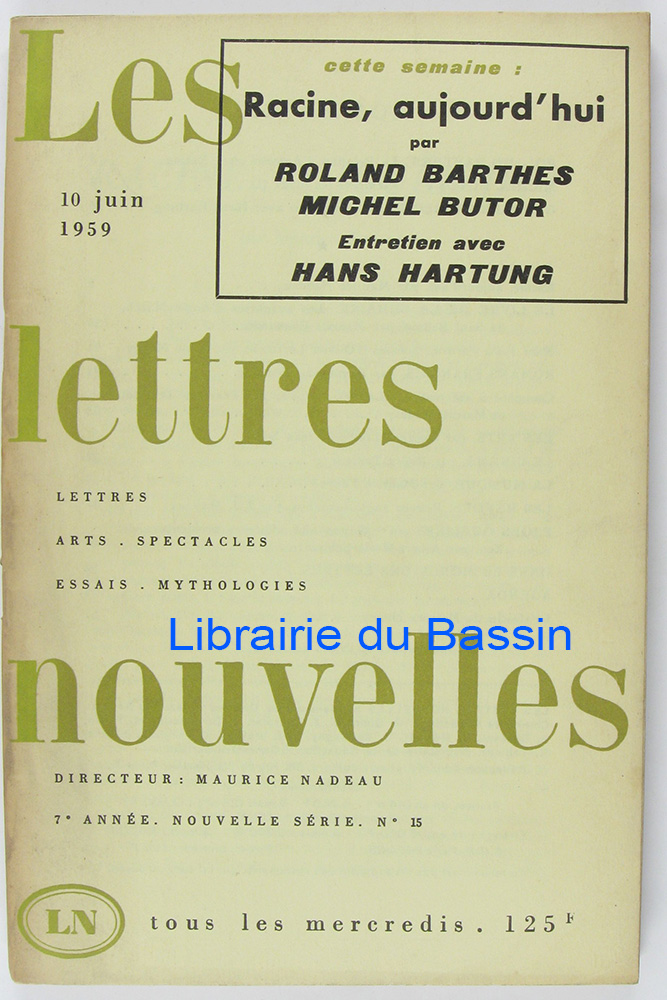 Les
cette semaine :
Racine, aujourd'hui
par
ROLAND BARTHES
MICHEL BUTOR
Entretien avec
HANS HARTUNG
10 juin
1959
lettres
LETTRES
ARTS . SPECTACLES
ESSAIS . MYTHOLOGIES
Librairie du Bassin
nouvelles
DIRECTEUR : MAURICE NADEAU
7e ANNÉE. NOUVELLE SÉRIE. N° 15
LN
tous les mercredis . 125 F